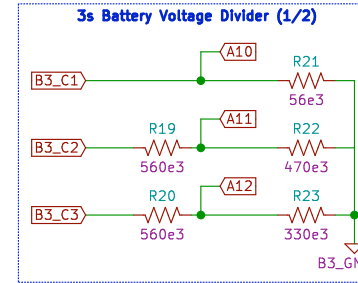 3s Battery Voltage Divider (1/2)
A10
R21
B3_C1
56e3
A11
R19
R22
B3_C2
560e3
470e3
A12
R20
R23
B3_C3
560e3
330e3